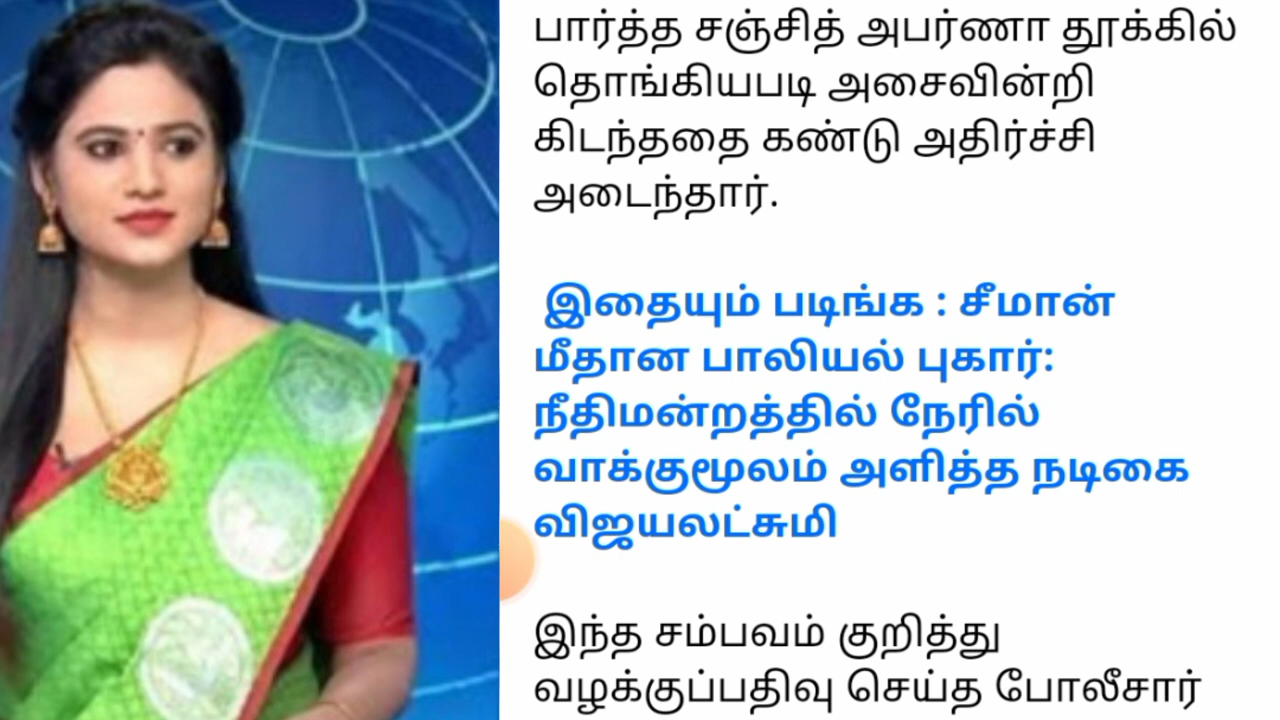 பார்த்த சஞ்சித் அபர்ணா தூக்கில்
தொங்கியபடி அசைவின்றி
கிடந்ததை கண்டு அதிர்ச்சி
அடைந்தார்.
இதையும் படிங்க : சீமான்
மீதான பாலியல் புகார்:
நீதிமன்றத்தில் நேரில்
வாக்குமூலம் அளித்த நடிகை
விஜயலட்சுமி
இந்த சம்பவம் குறித்து
வழக்குப்பதிவு செய்த போலீசார்